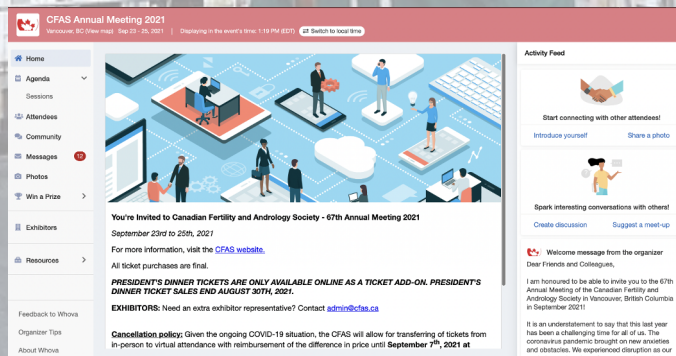 CFAS Annual Meeting 2021
Vancouver, BC (View map) Sep 23 - 25, 2021 | Displaying in the event's time: 1:19 PM (EDT) ⇄ Switch to local time
Home
Agenda
Sessions
Attendees
Community
Messages 12
Photos
Win a Prize
Exhibitors
Resources
Feedback to Whova
Organizer Tips
About Whova
You're Invited to Canadian Fertility and Andrology Society - 67th Annual Meeting 2021
September 23rd to 25th, 2021
For more information, visit the CFAS website.
All ticket purchases are final.
PRESIDENT'S DINNER TICKETS ARE ONLY AVAILABLE ONLINE AS A TICKET ADD-ON. PRESIDENT'S
DINNER TICKET SALES END AUGUST 30TH, 2021.
EXHIBITORS: Need an extra exhibitor representative? Contact admin@cfas.ca
Cancellation policy: Given the ongoing COVID-19 situation, the CFAS will allow for transferring of tickets from
in-person to virtual attendance with reimbursement of the difference in price until September 7th, 2021 at
Activity Feed
Start connecting with other attendees!
Introduce yourself Share a photo
Spark interesting conversations with others!
Create discussion Suggest a meet-up
Welcome message from the organizer
Dear Friends and Colleagues,
I am honoured to be able to invite you to the 67th
Annual Meeting of the Canadian Fertility and
Andrology Society in Vancouver, British Columbia
in September 2021!
It is an understatement to say that this last year
has been a challenging time for all of us. The
coronavirus pandemic brought on new anxieties
and obstacles. We experienced disruption as our